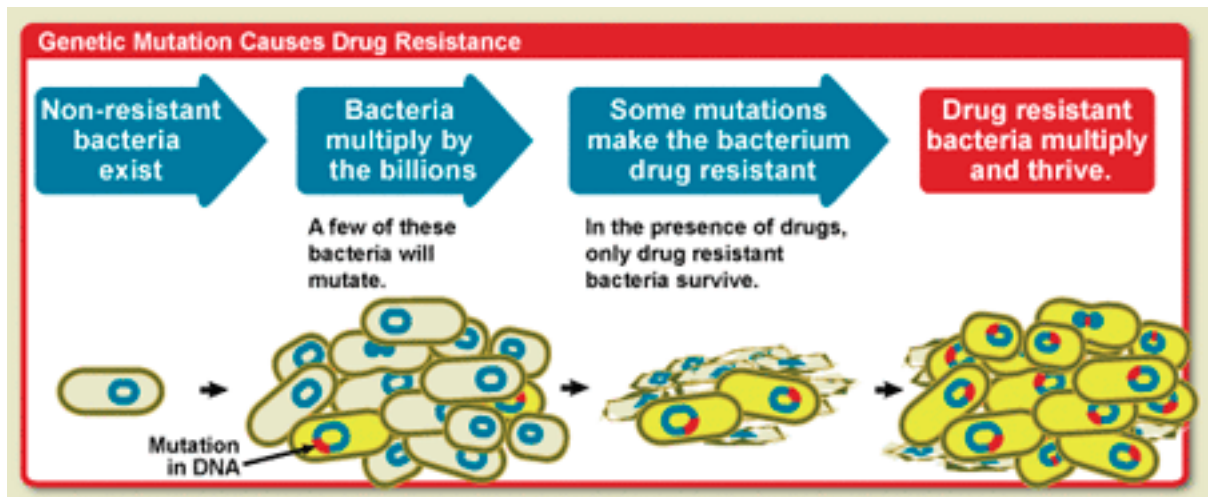 Genetic Mutation Causes Drug Resistance
Non-resistant
bacteria
exist
Bacteria
multiply by
the billions
Some mutations
make the bacterium
drug resistant
Drug resistant
bacteria multiply
and thrive.
A few of these
bacteria will
mutate.
In the presence of drugs,
only drug resistant
bacteria survive.
Mutation
in DNA